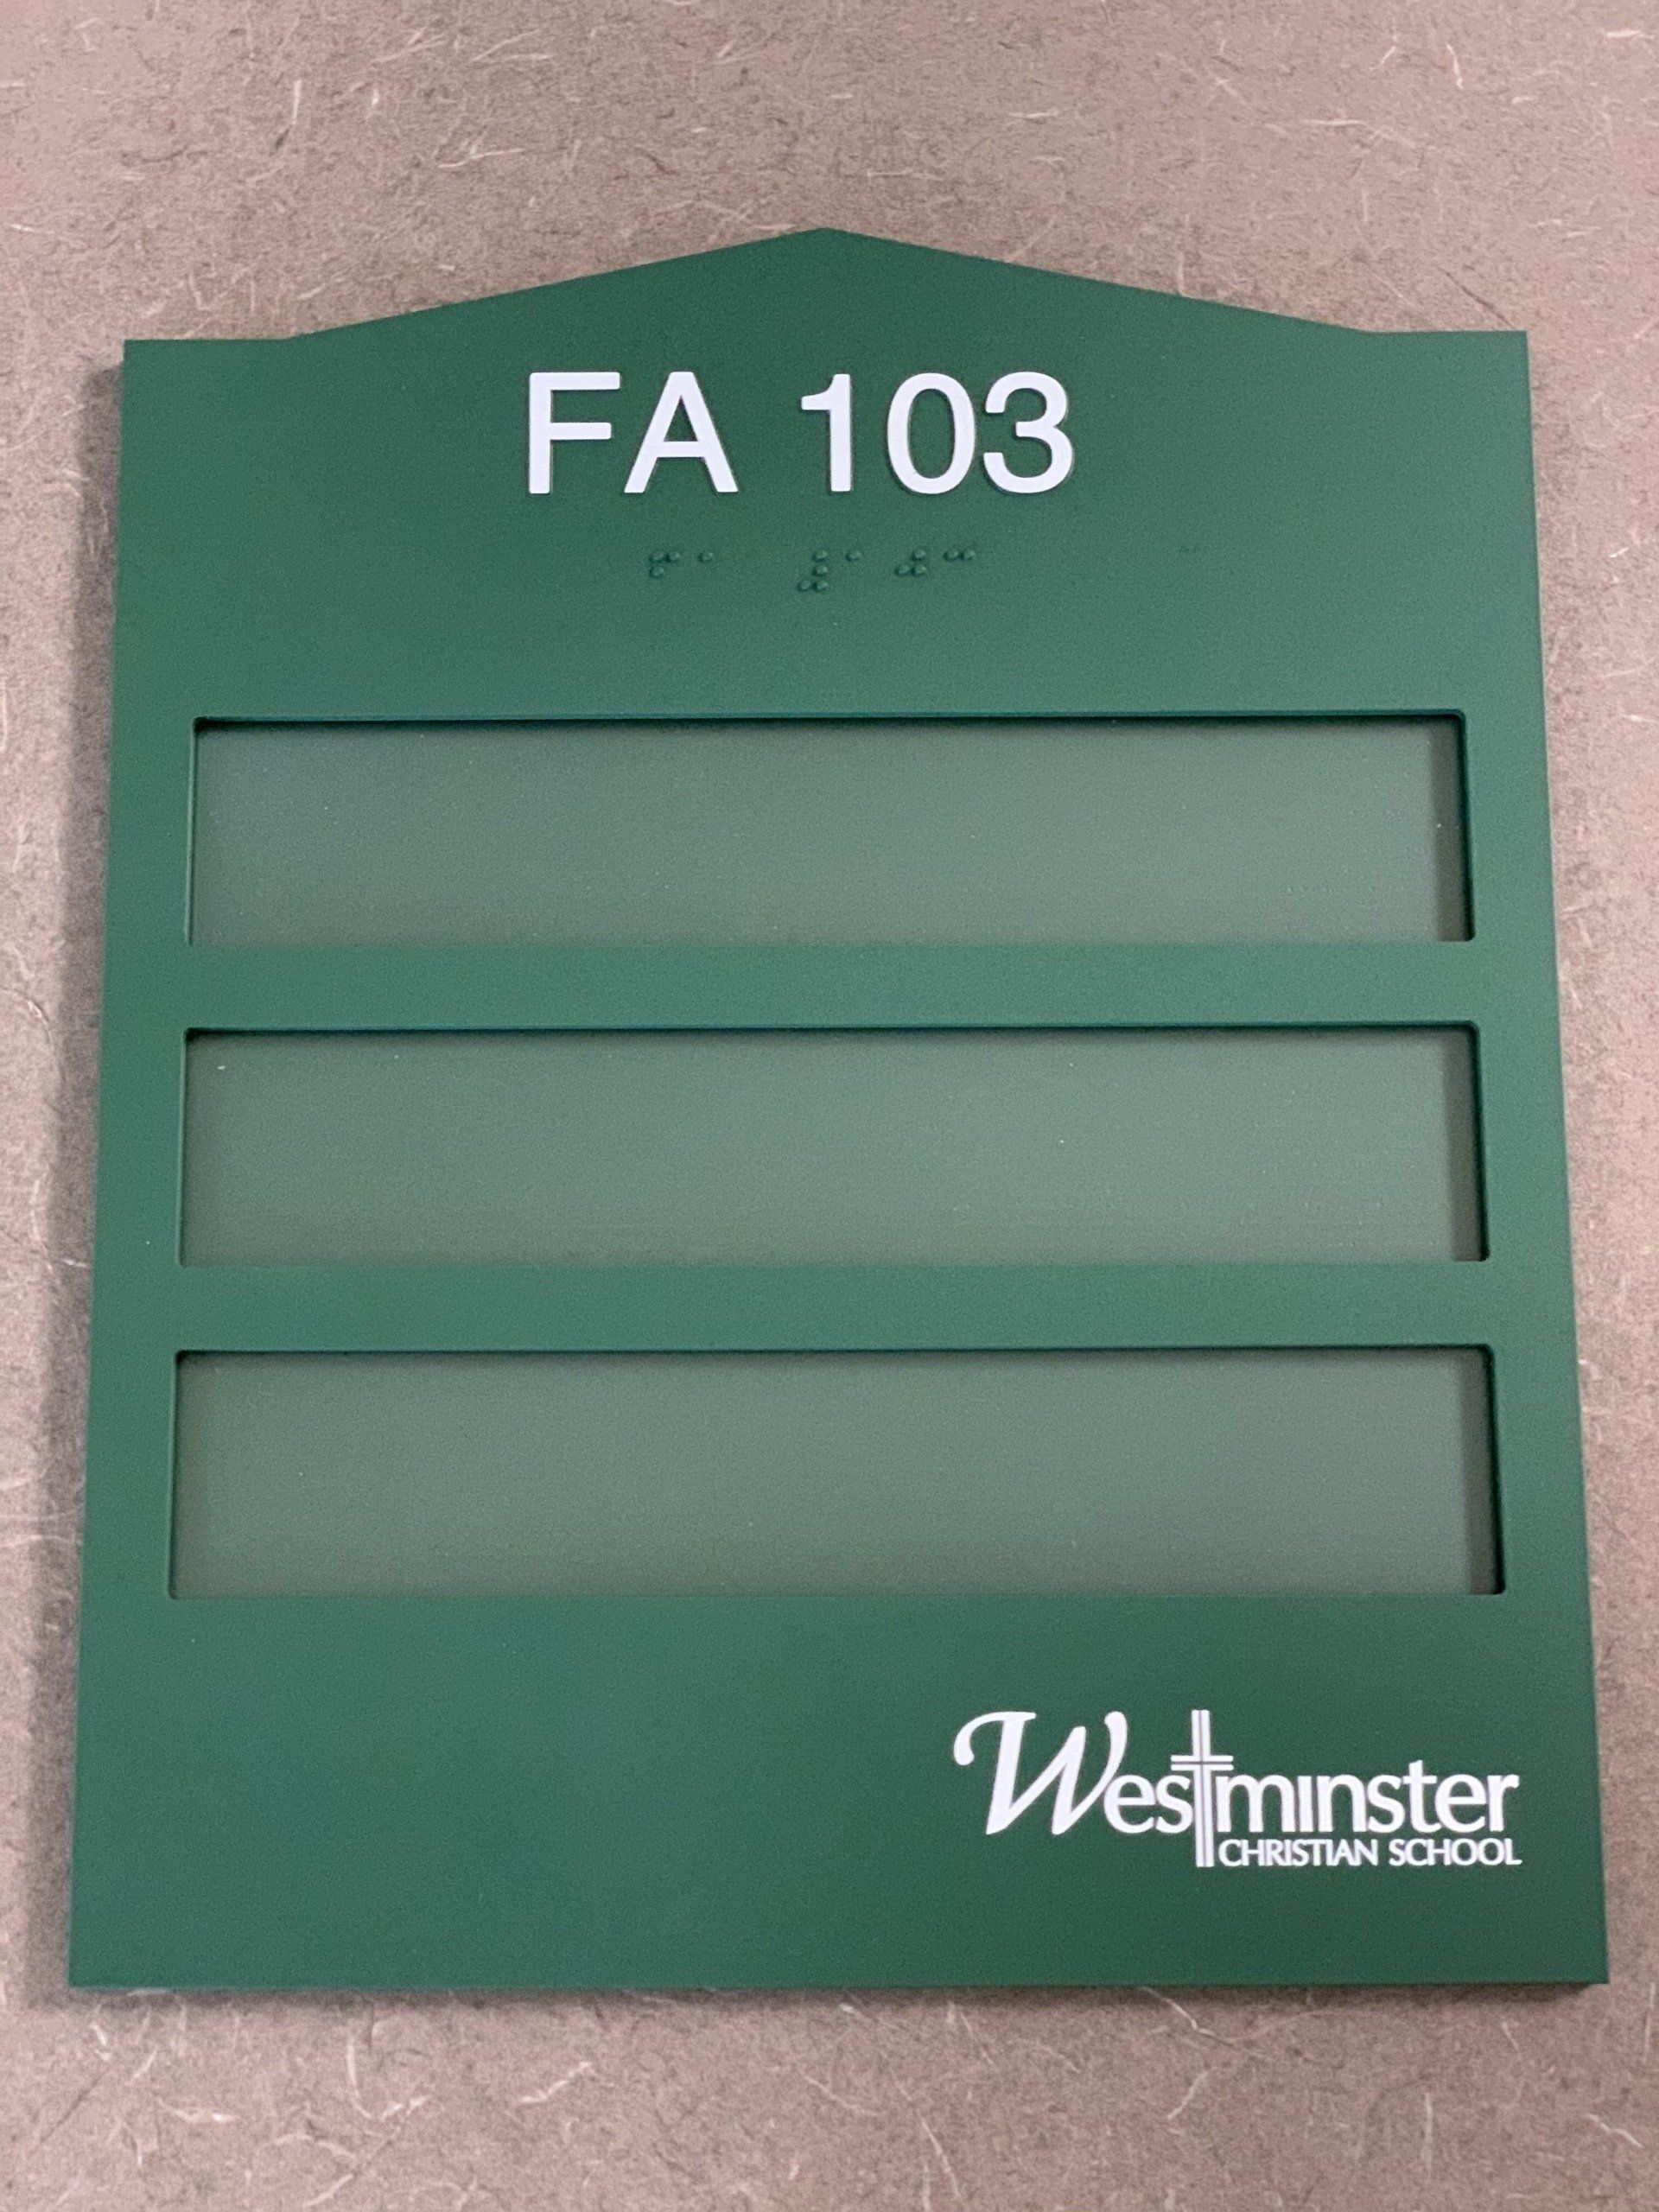 FA 103
⠋⠁ ⠼⠁⠚⠉
Westminster
CHRISTIAN SCHOOL